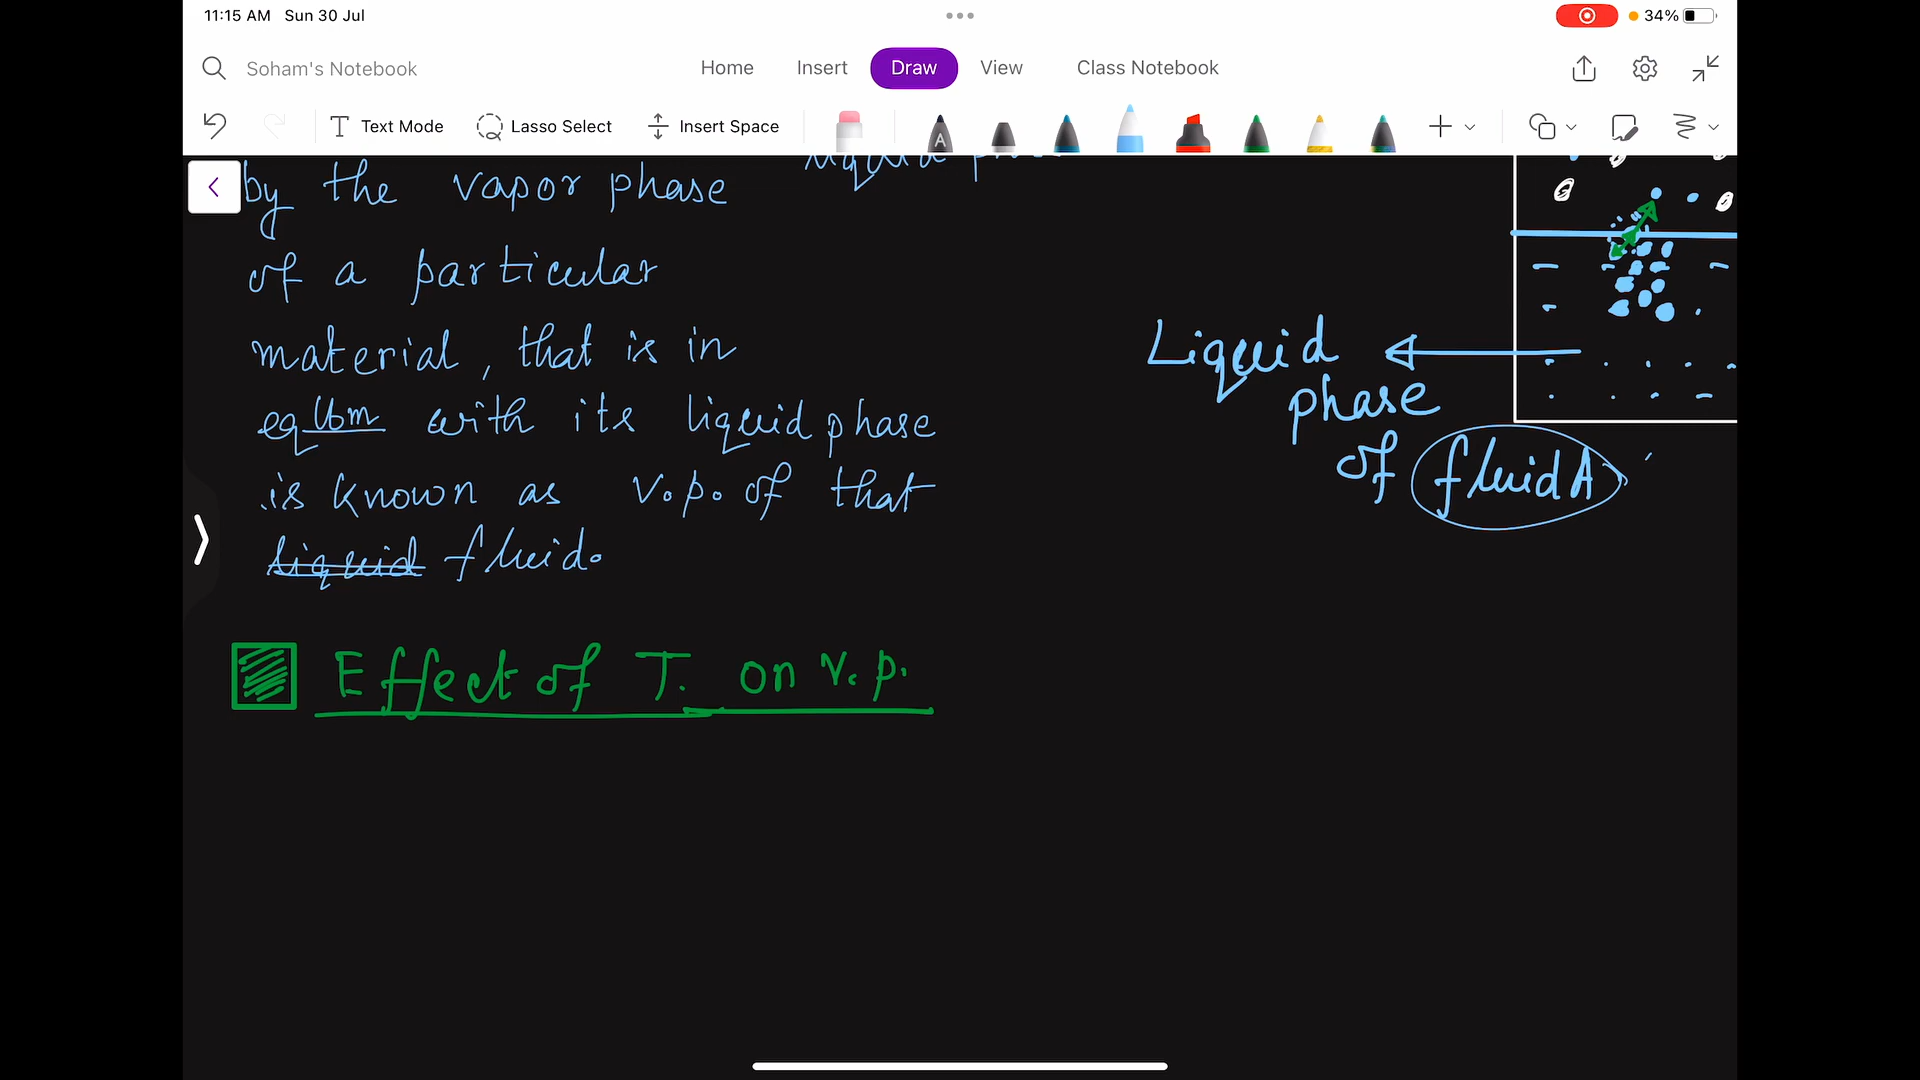 11:15 AM Sun 30 Jul
34%
Soham's Notebook
Home Insert Draw View Class Notebook
Text Mode Lasso Select Insert Space
A
by the vapor phase
of a particular
material, that is in
eqlbm with its liquid phase
is known as v.p. of that
liquid fluid.
Liquid
phase
of fluid A
Effect of T. on v.p.